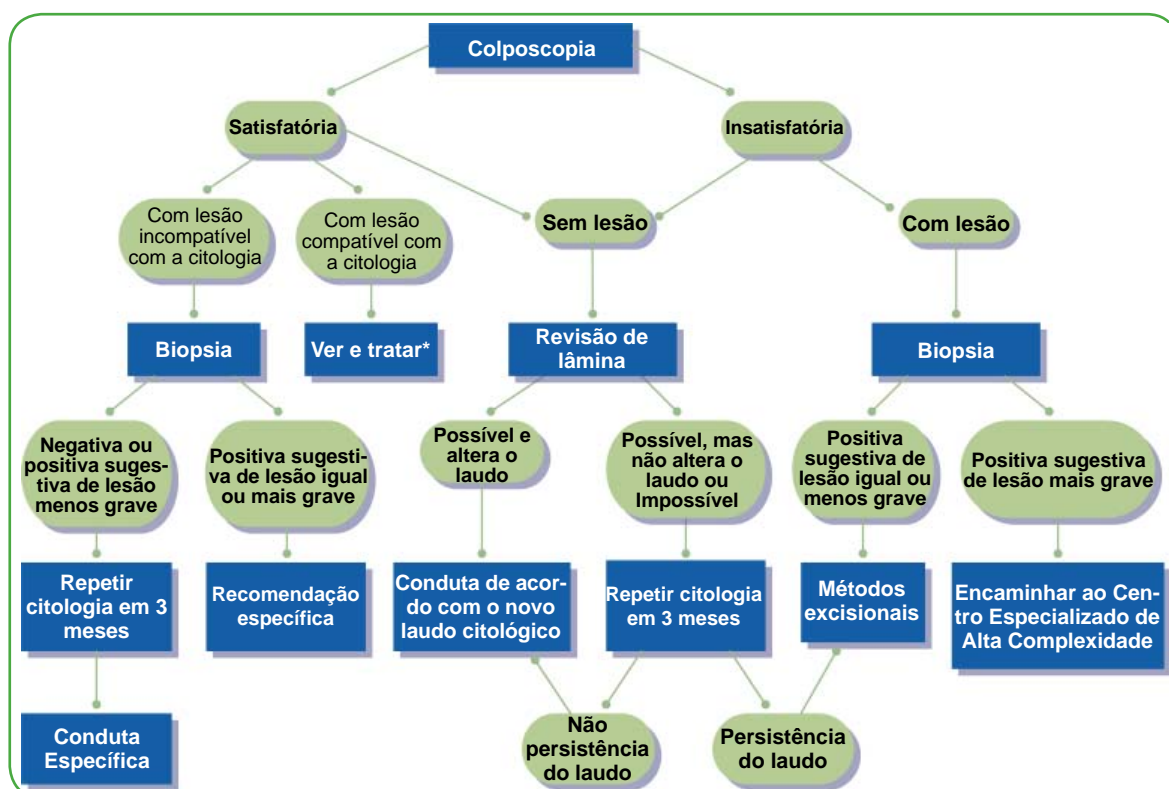 Colposcopia
Satisfatória
Insatisfatória
Com lesão
incompatível
com a citologia
Com lesão
compatível com
a citologia
Sem lesão
Com lesão
Biopsia
Ver e tratar*
Revisão de
lâmina
Biopsia
Negativa ou
positiva suges-
tiva de lesão
menos grave
Positiva sugesti-
va de lesão igual
ou mais grave
Possível e
altera o
laudo
Possível, mas
não altera o
laudo ou
Impossível
Positiva
sugestiva de
lesão igual ou
menos grave
Positiva sugestiva
de lesão mais grave
Repetir
citologia em 3
meses
Recomendação
específica
Conduta de acor-
do com o novo
laudo citológico
Repetir citologia
em 3 meses
Métodos
excisionais
Encaminhar ao Cen-
tro Especializado de
Alta Complexidade
Conduta
Específica
Não
persistência
do laudo
Persistência
do laudo